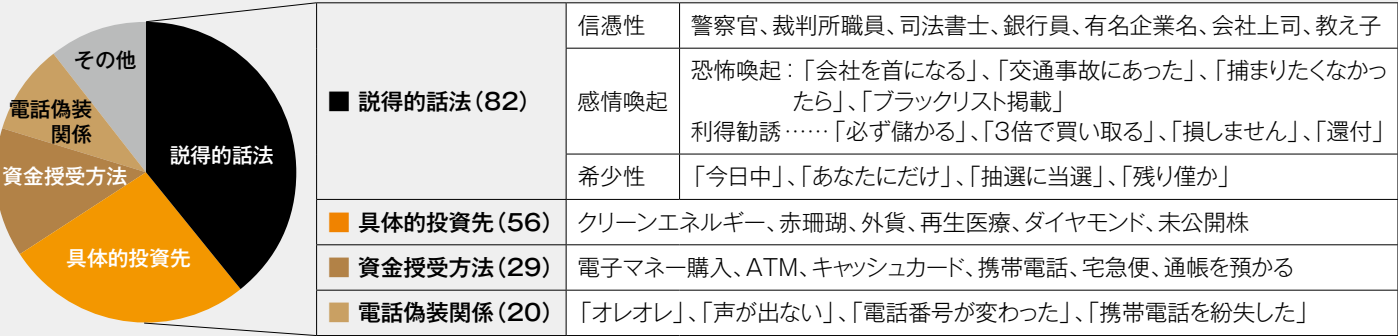 その他
電話偽装
関係
資金授受方法
説得的話法
具体的投資先
■ 説得的話法(82)
信憑性
警察官、裁判所職員、司法書士、銀行員、有名企業名、会社上司、教え子
感情喚起
恐怖喚起:「会社を首になる」、「交通事故にあった」、「捕まりたくなかっ
たら」、「ブラックリスト掲載」
利得勧誘……「必ず儲かる」、「3倍で買い取る」、「損しません」、「還付」
希少性
「今日中」、「あなたにだけ」、「抽選に当選」、「残り僅か」
■ 具体的投資先(56)
クリーンエネルギー、赤珊瑚、外貨、再生医療、ダイヤモンド、未公開株
■ 資金授受方法(29)
電子マネー購入、ATM、キャッシュカード、携帯電話、宅急便、通帳を預かる
■ 電話偽装関係(20)
「オレオレ」、「声が出ない」、「電話番号が変わった」、「携帯電話を紛失した」